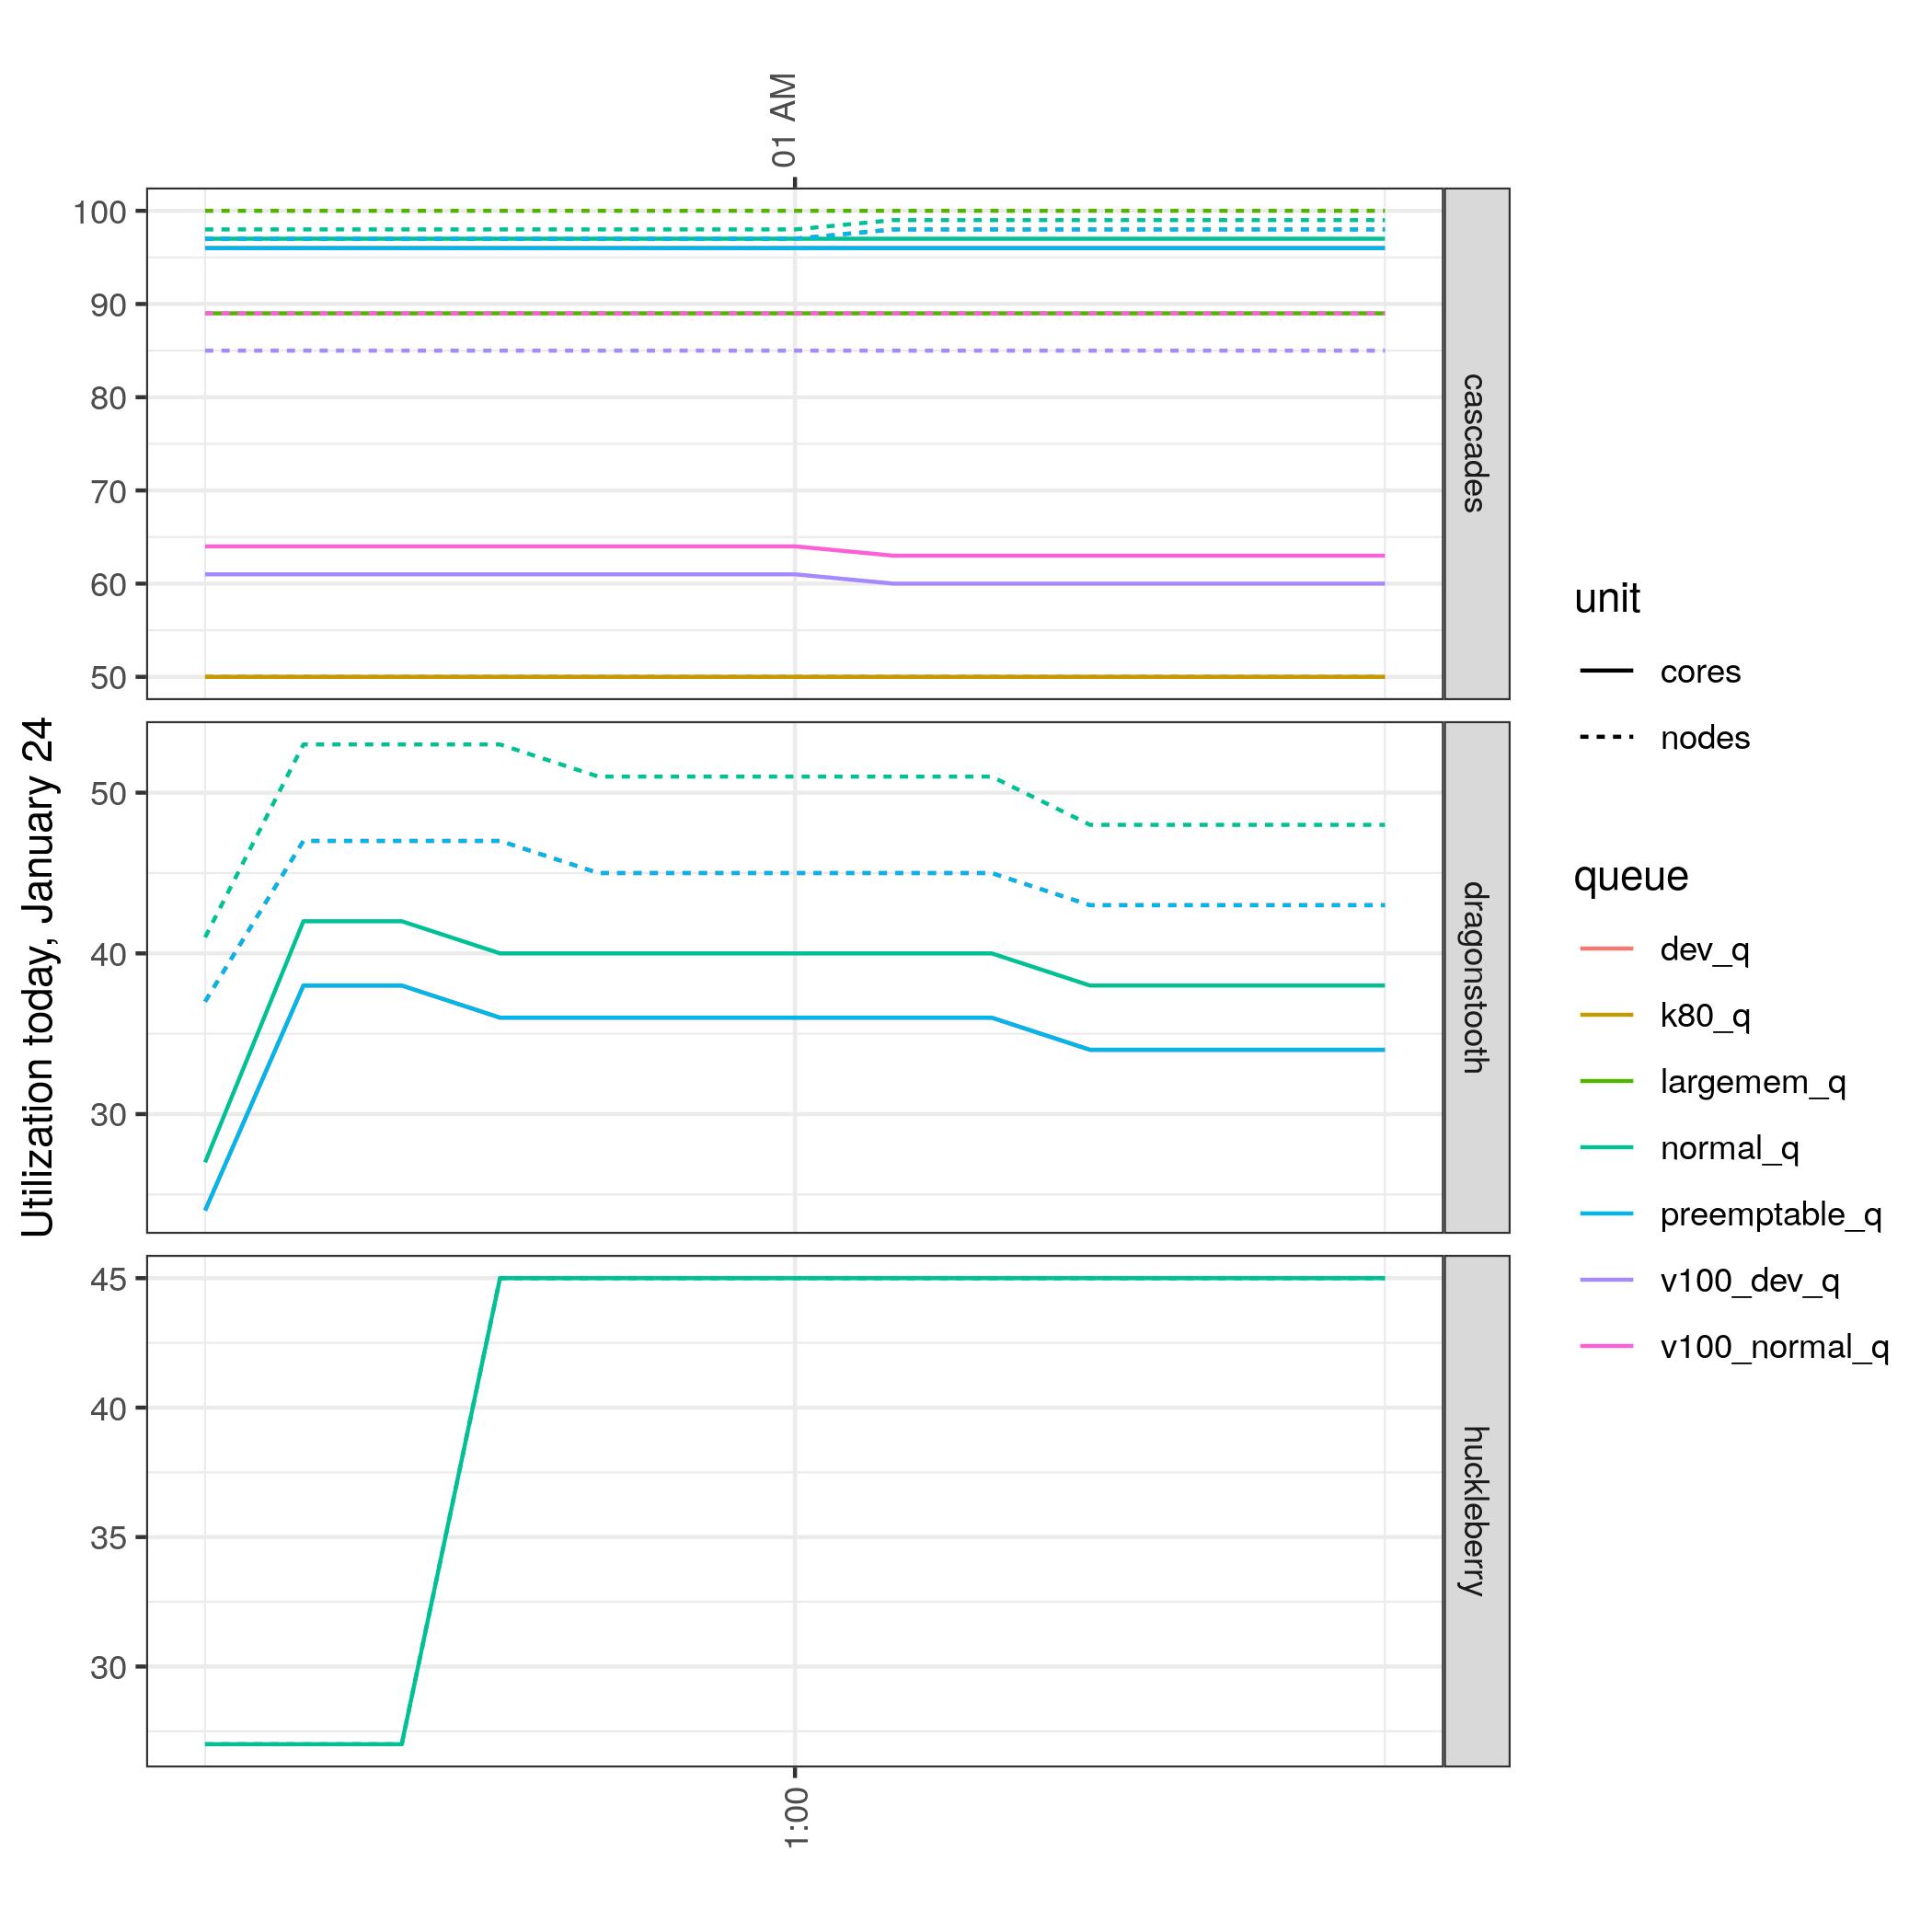 01 AM
Utilization today, January 24
100
90
80
70
60
50
cascades
50
40
30
dragonstooth
45
40
35
30
huckleberry
1:00
unit
cores
nodes
queue
dev_q
k80_q
largemem_q
normal_q
preemptable_q
v100_dev_q
v100_normal_q